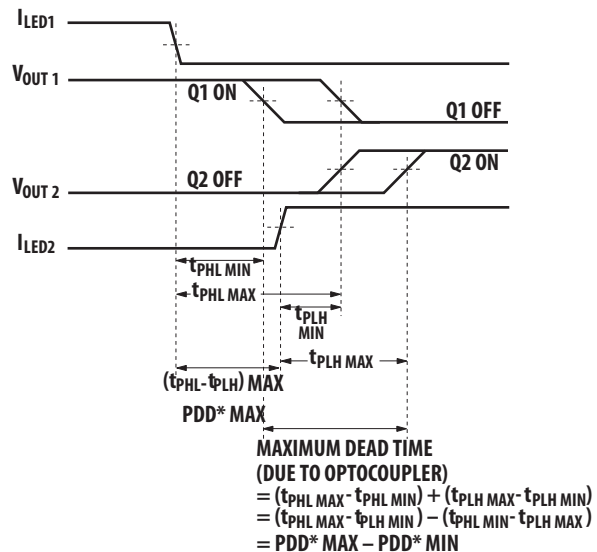 ILED1
VOUT 1
Q1 ON
Q1 OFF
Q2 OFF
Q2 ON
VOUT 2
ILED2
tPHL MIN
tPHL MAX
tPLH
MIN
tPLH MAX
(tPHL-tPLH) MAX
PDD* MAX
MAXIMUM DEAD TIME
(DUE TO OPTOCOUPLER)
= (tPHL MAX- tPHL MIN) + (tPLH MAX- tPLH MIN)
= (tPHL MAX- tPLH MIN) – (tPHL MIN- tPLH MAX)
= PDD* MAX – PDD* MIN